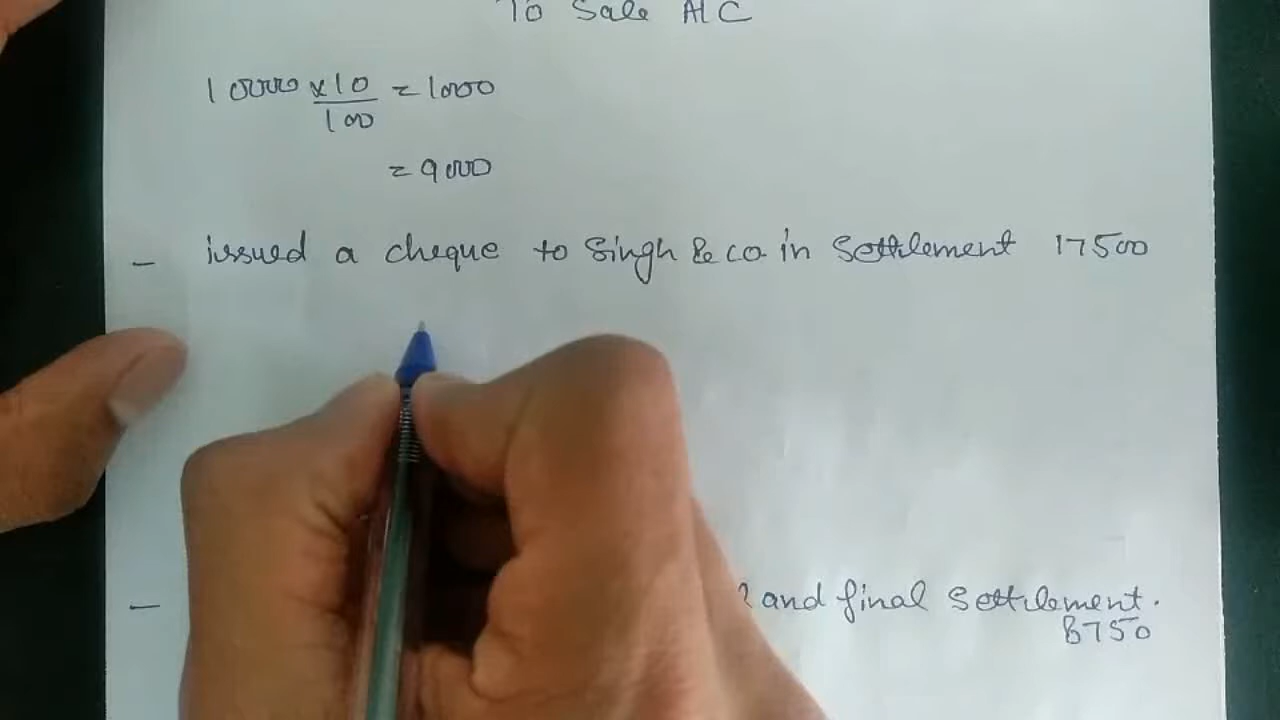 To Sale A/C
10000 x 10 = 1000
100
= 9000
- issued a cheque to Singh & co. in Settlement 17500
- and final Settlement.
8750